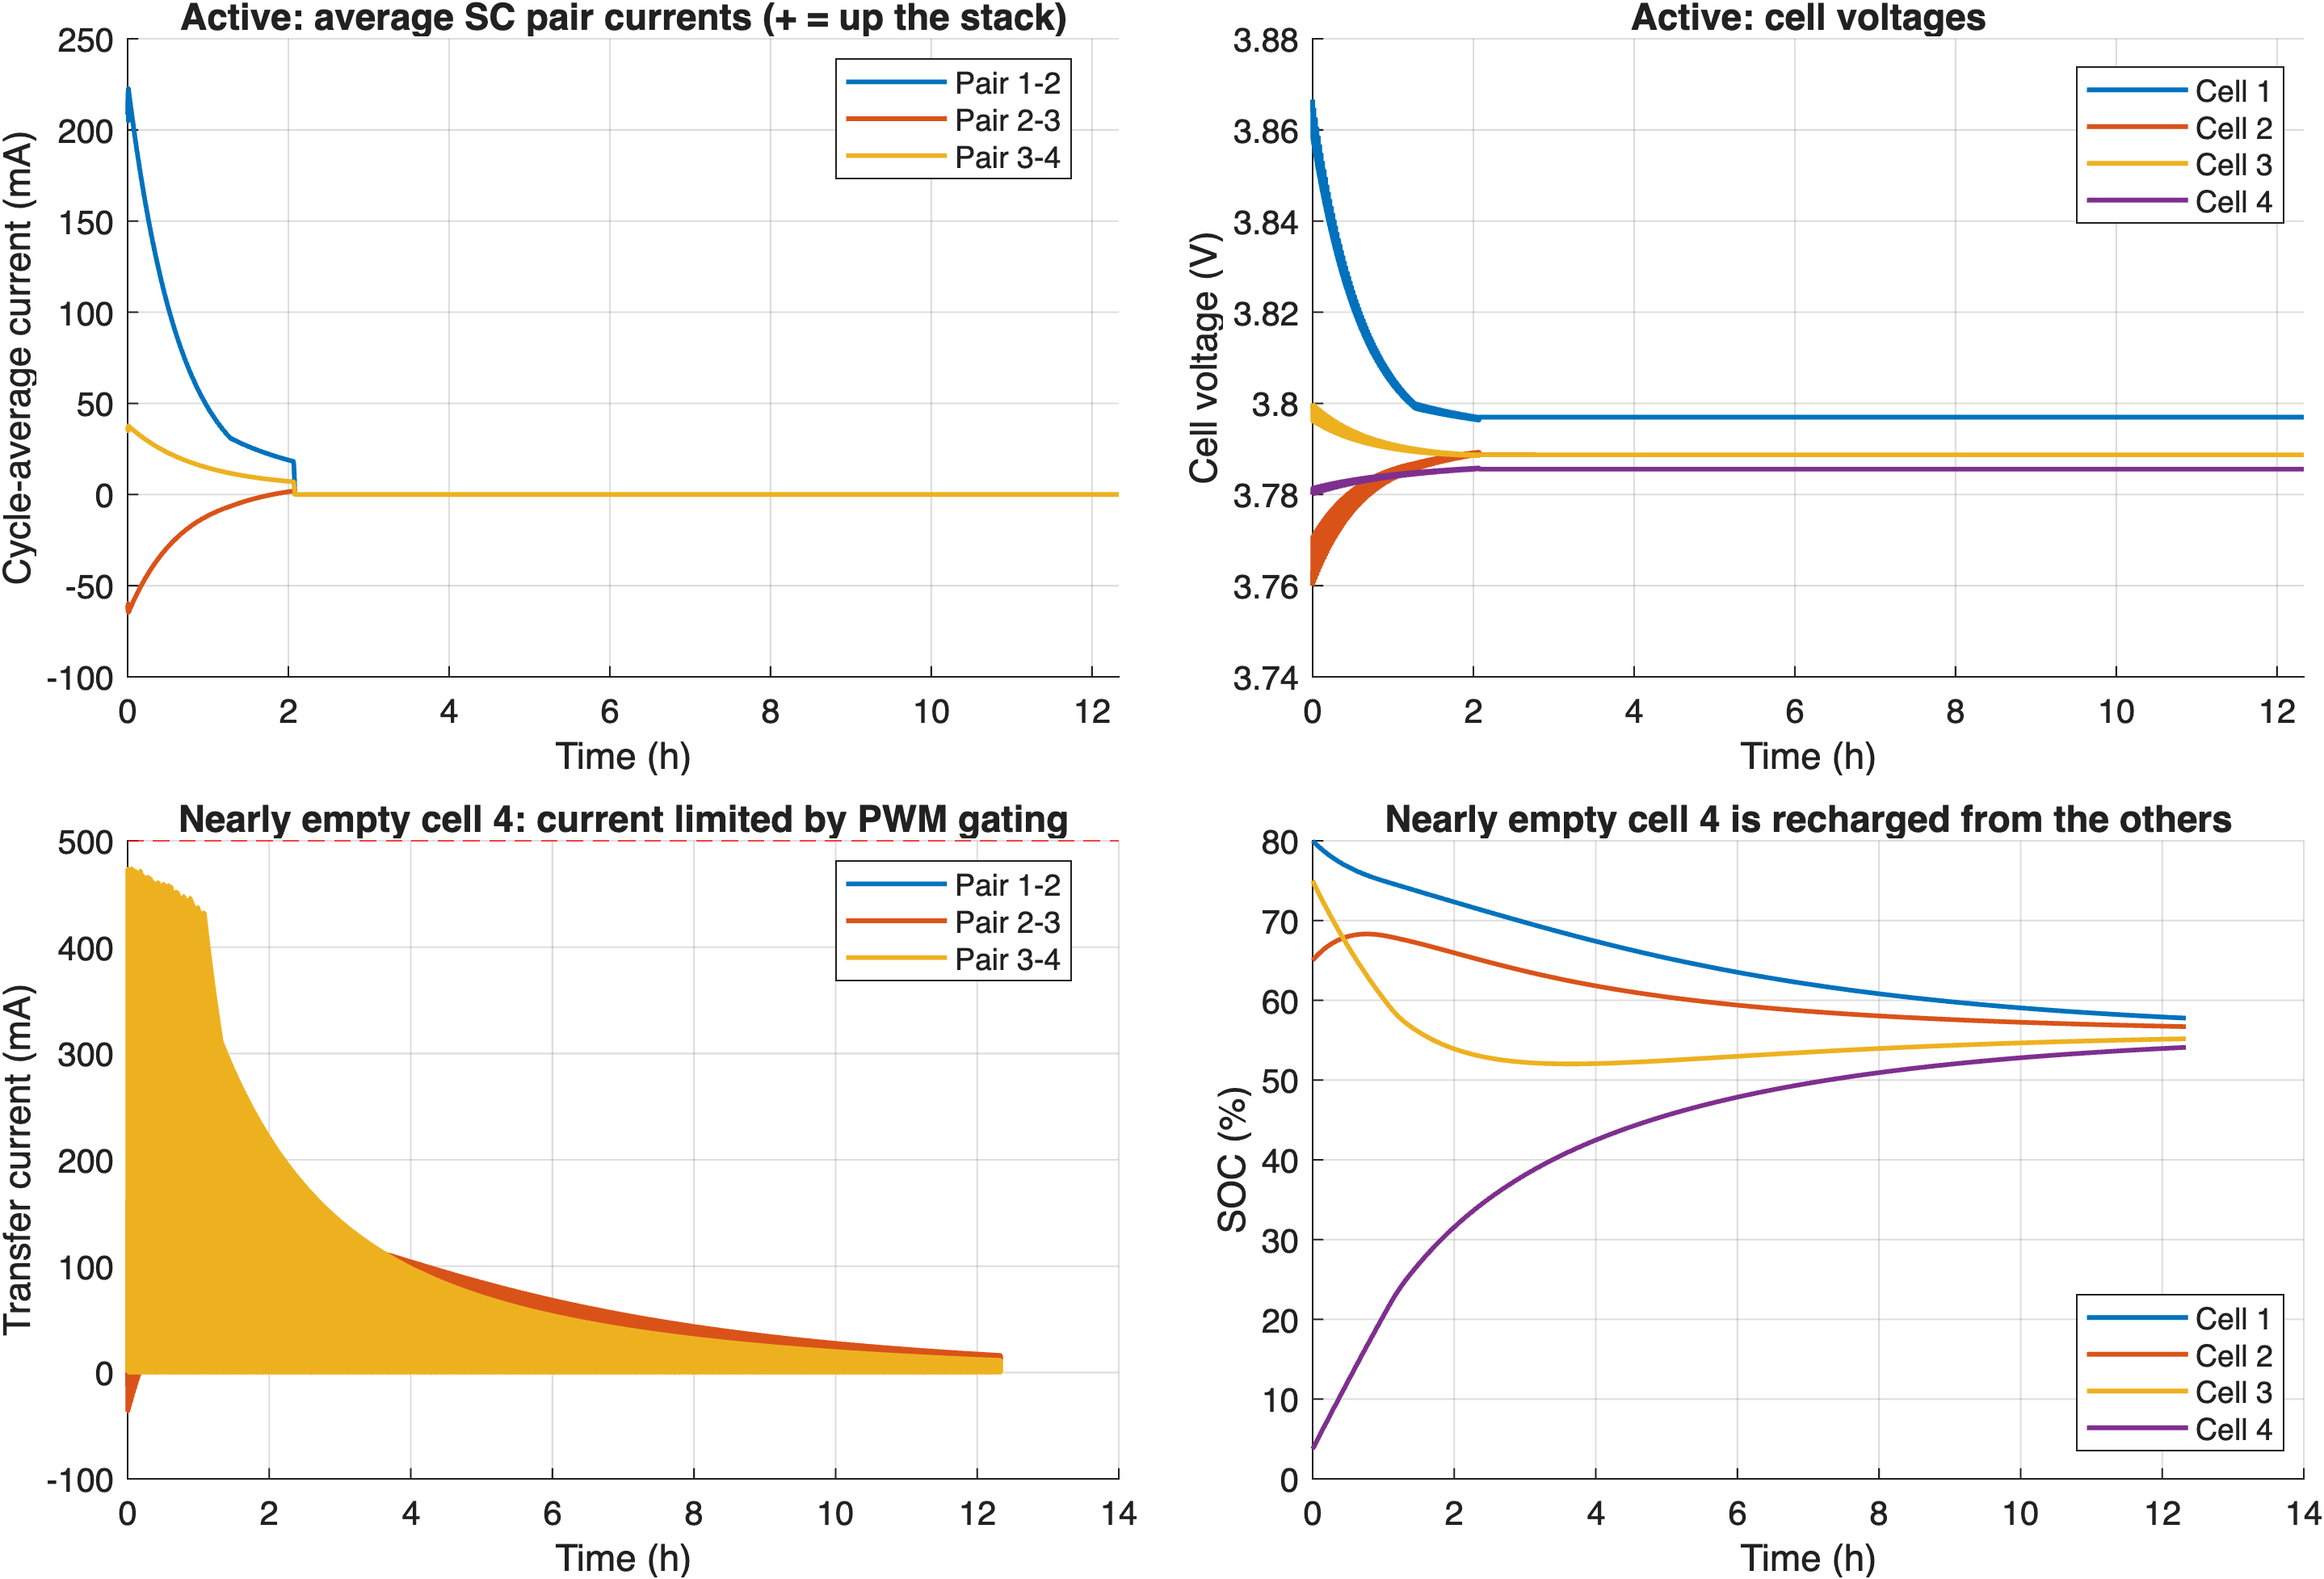 Active: average SC pair currents (+ = up the stack)
250
200
150
100
50
0
-50
-100
Cycle-average current (mA)
Pair 1-2
Pair 2-3
Pair 3-4
0 2 4 6 8 10 12
Time (h)
Active: cell voltages
3.88
3.86
3.84
3.82
3.8
3.78
3.76
3.74
Cell voltage (V)
Cell 1
Cell 2
Cell 3
Cell 4
0 2 4 6 8 10 12
Time (h)
Nearly empty cell 4: current limited by PWM gating
500
400
300
200
100
0
-100
Transfer current (mA)
Pair 1-2
Pair 2-3
Pair 3-4
0 2 4 6 8 10 12 14
Time (h)
Nearly empty cell 4 is recharged from the others
80
70
60
50
40
30
20
10
0
SOC (%)
Cell 1
Cell 2
Cell 3
Cell 4
0 2 4 6 8 10 12 14
Time (h)